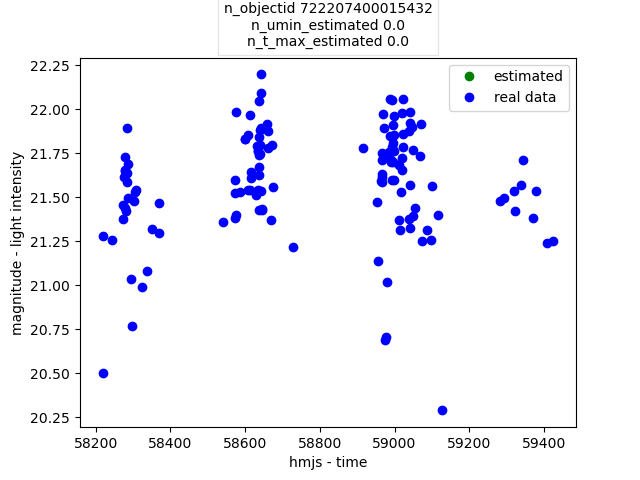 n_objectid 722207400015432
n_umin_estimated 0.0
n_t_max_estimated 0.0
estimated
real data
22.25
22.00
21.75
21.50
21.25
21.00
20.75
20.50
20.25
magnitude - light intensity
58200 58400 58600 58800 59000 59200 59400
hmjs - time